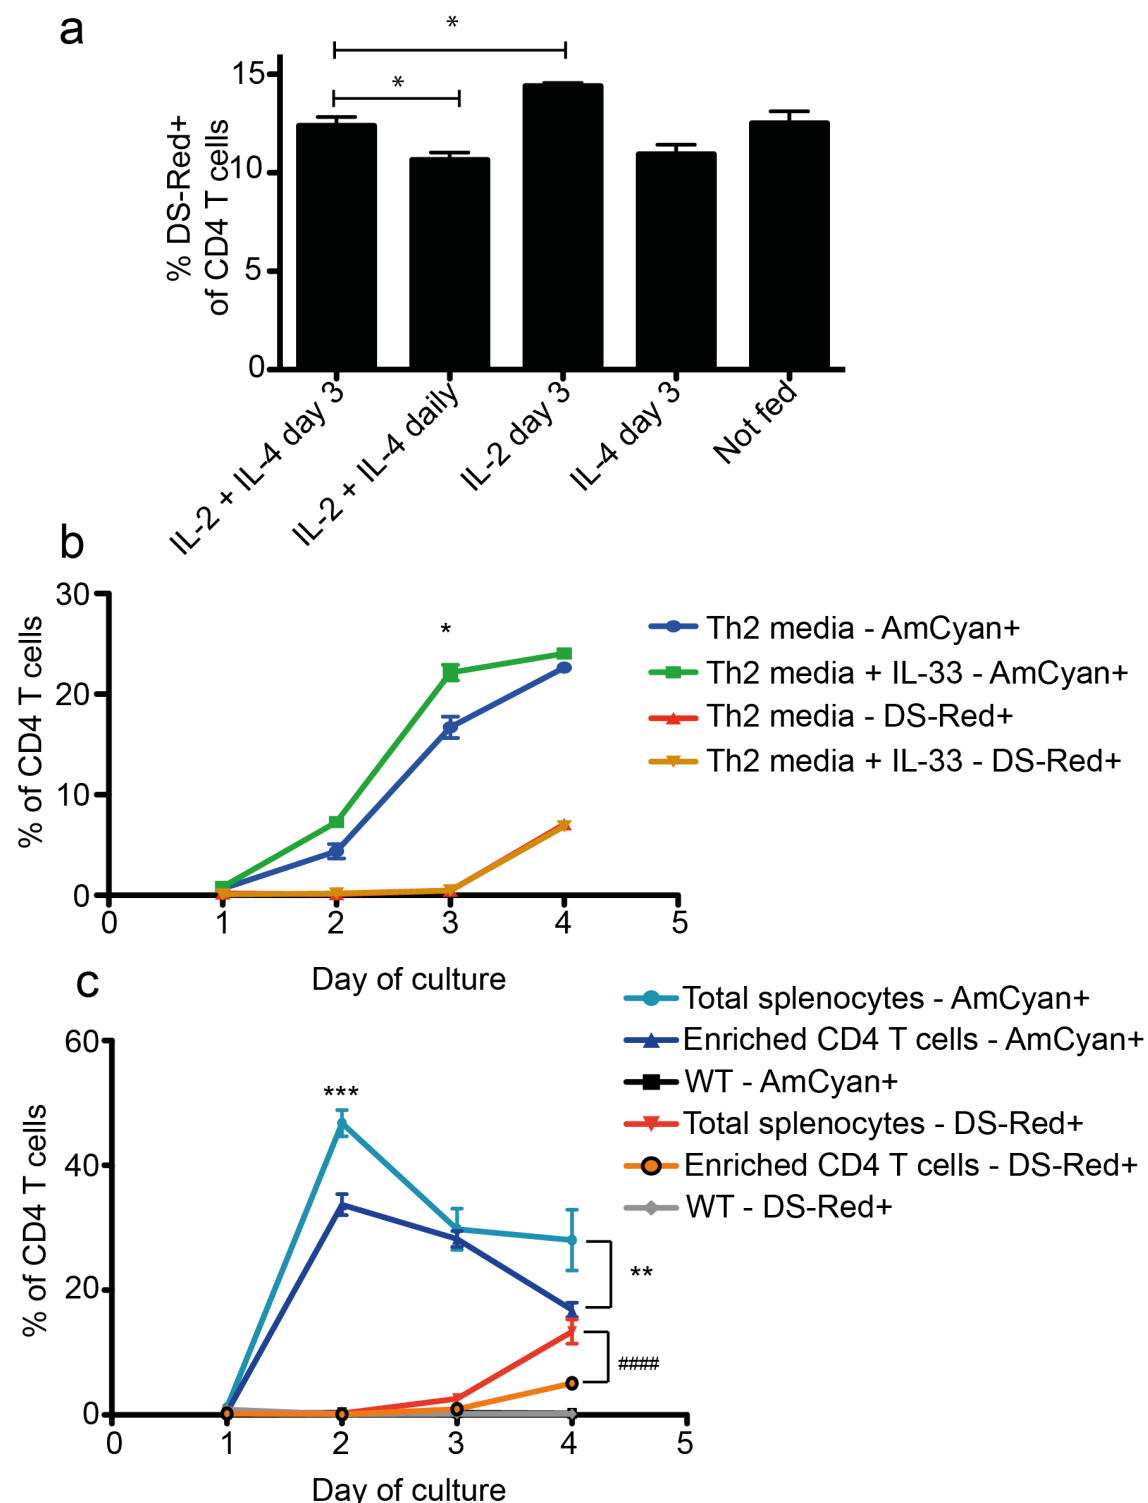 a
*
*
15
10
5
0
% DS-Red+
of CD4 T cells
IL-2 + IL-4 day 3
IL-2 + IL-4 daily
IL-2 day 3
IL-4 day 3
Not fed
b
30
20
10
0
% of CD4 T cells
*
0 1 2 3 4 5
Day of culture
Th2 media - AmCyan+
Th2 media + IL-33 - AmCyan+
Th2 media - DS-Red+
Th2 media + IL-33 - DS-Red+
c
60
40
20
0
% of CD4 T cells
***
**
####
0 1 2 3 4 5
Day of culture
Total splenocytes - AmCyan+
Enriched CD4 T cells - AmCyan+
WT - AmCyan+
Total splenocytes - DS-Red+
Enriched CD4 T cells - DS-Red+
WT - DS-Red+